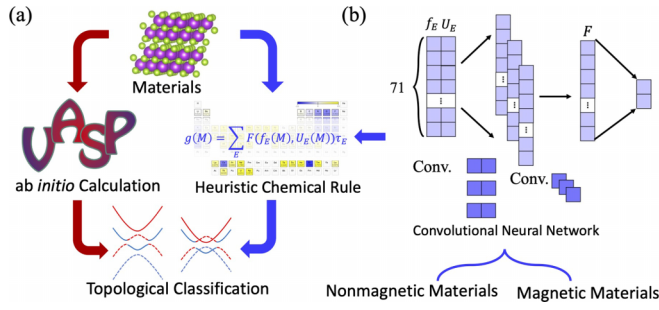 (a)
Materials
VASP
g(M) = ∑ F(f_E(M), U_E(M))τ_E
E
ab initio Calculation
Heuristic Chemical Rule
Topological Classification
(b)
f_E U_E
F
71
Conv.
Conv.
Convolutional Neural Network
Nonmagnetic Materials
Magnetic Materials